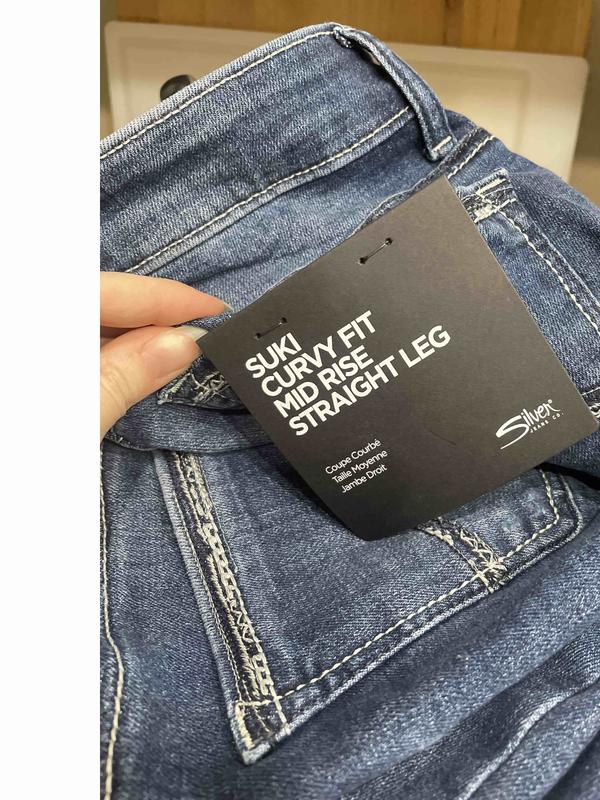 SUKI
CURVY FIT
MID RISE
STRAIGHT LEG
Coupe Courbé
Taille Moyenne
Jambe Droit
Silver®
JEANS CO.